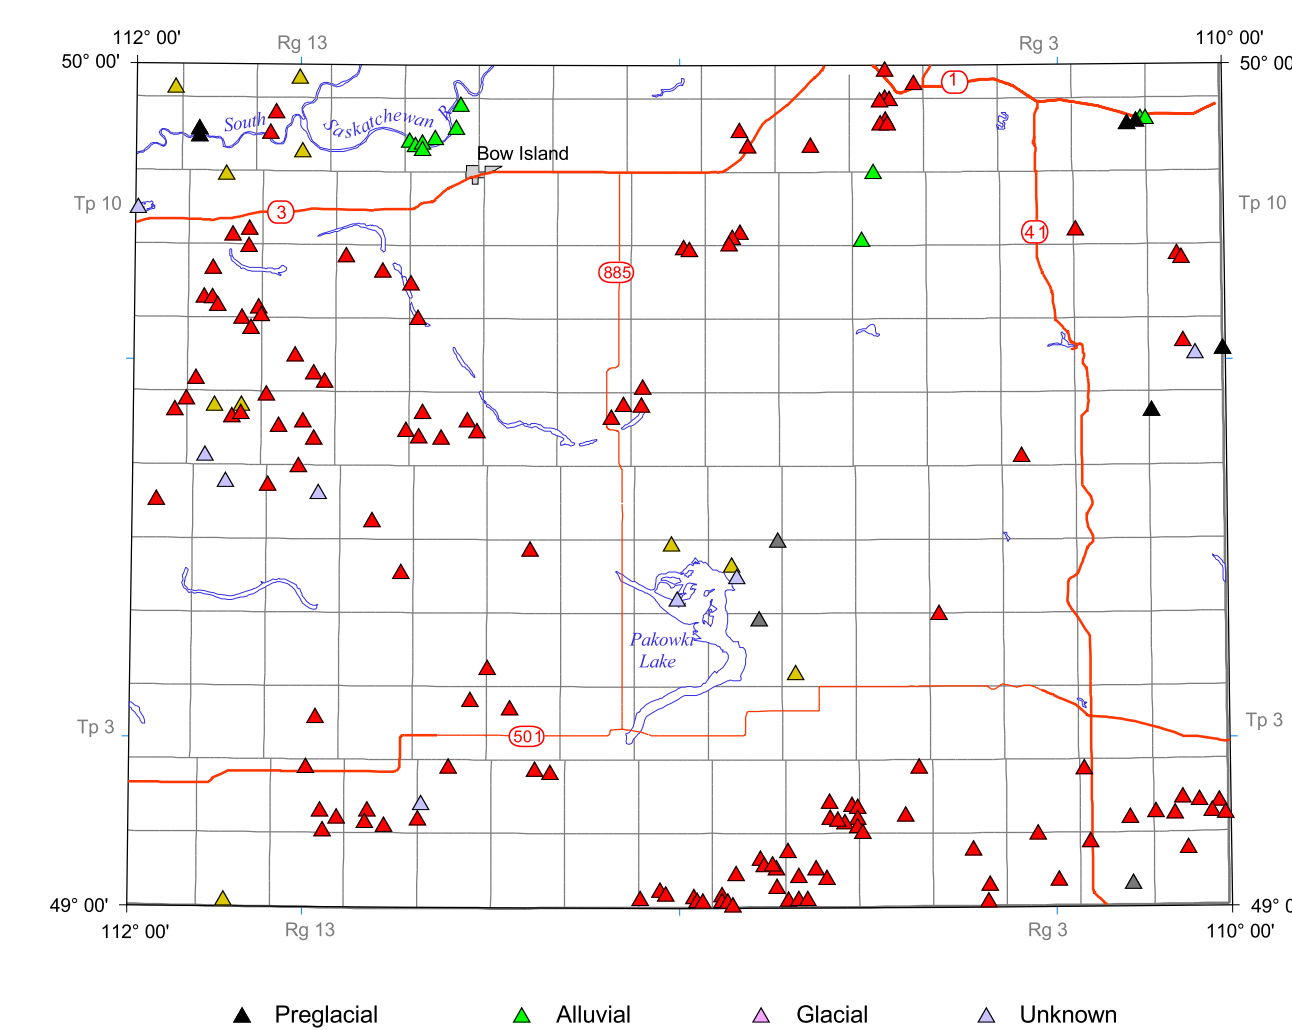 112° 00'
Rg 13
Rg 3
110° 00'
50° 00'
50° 00
1
South
Saskatchewan R
Bow Island
Tp 10
3
41
Tp 10
885
Pakowki
Lake
Tp 3
501
Tp 3
49° 00'
49° 0
112° 00'
Rg 13
Rg 3
110° 00'
Preglacial
Alluvial
Glacial
Unknown